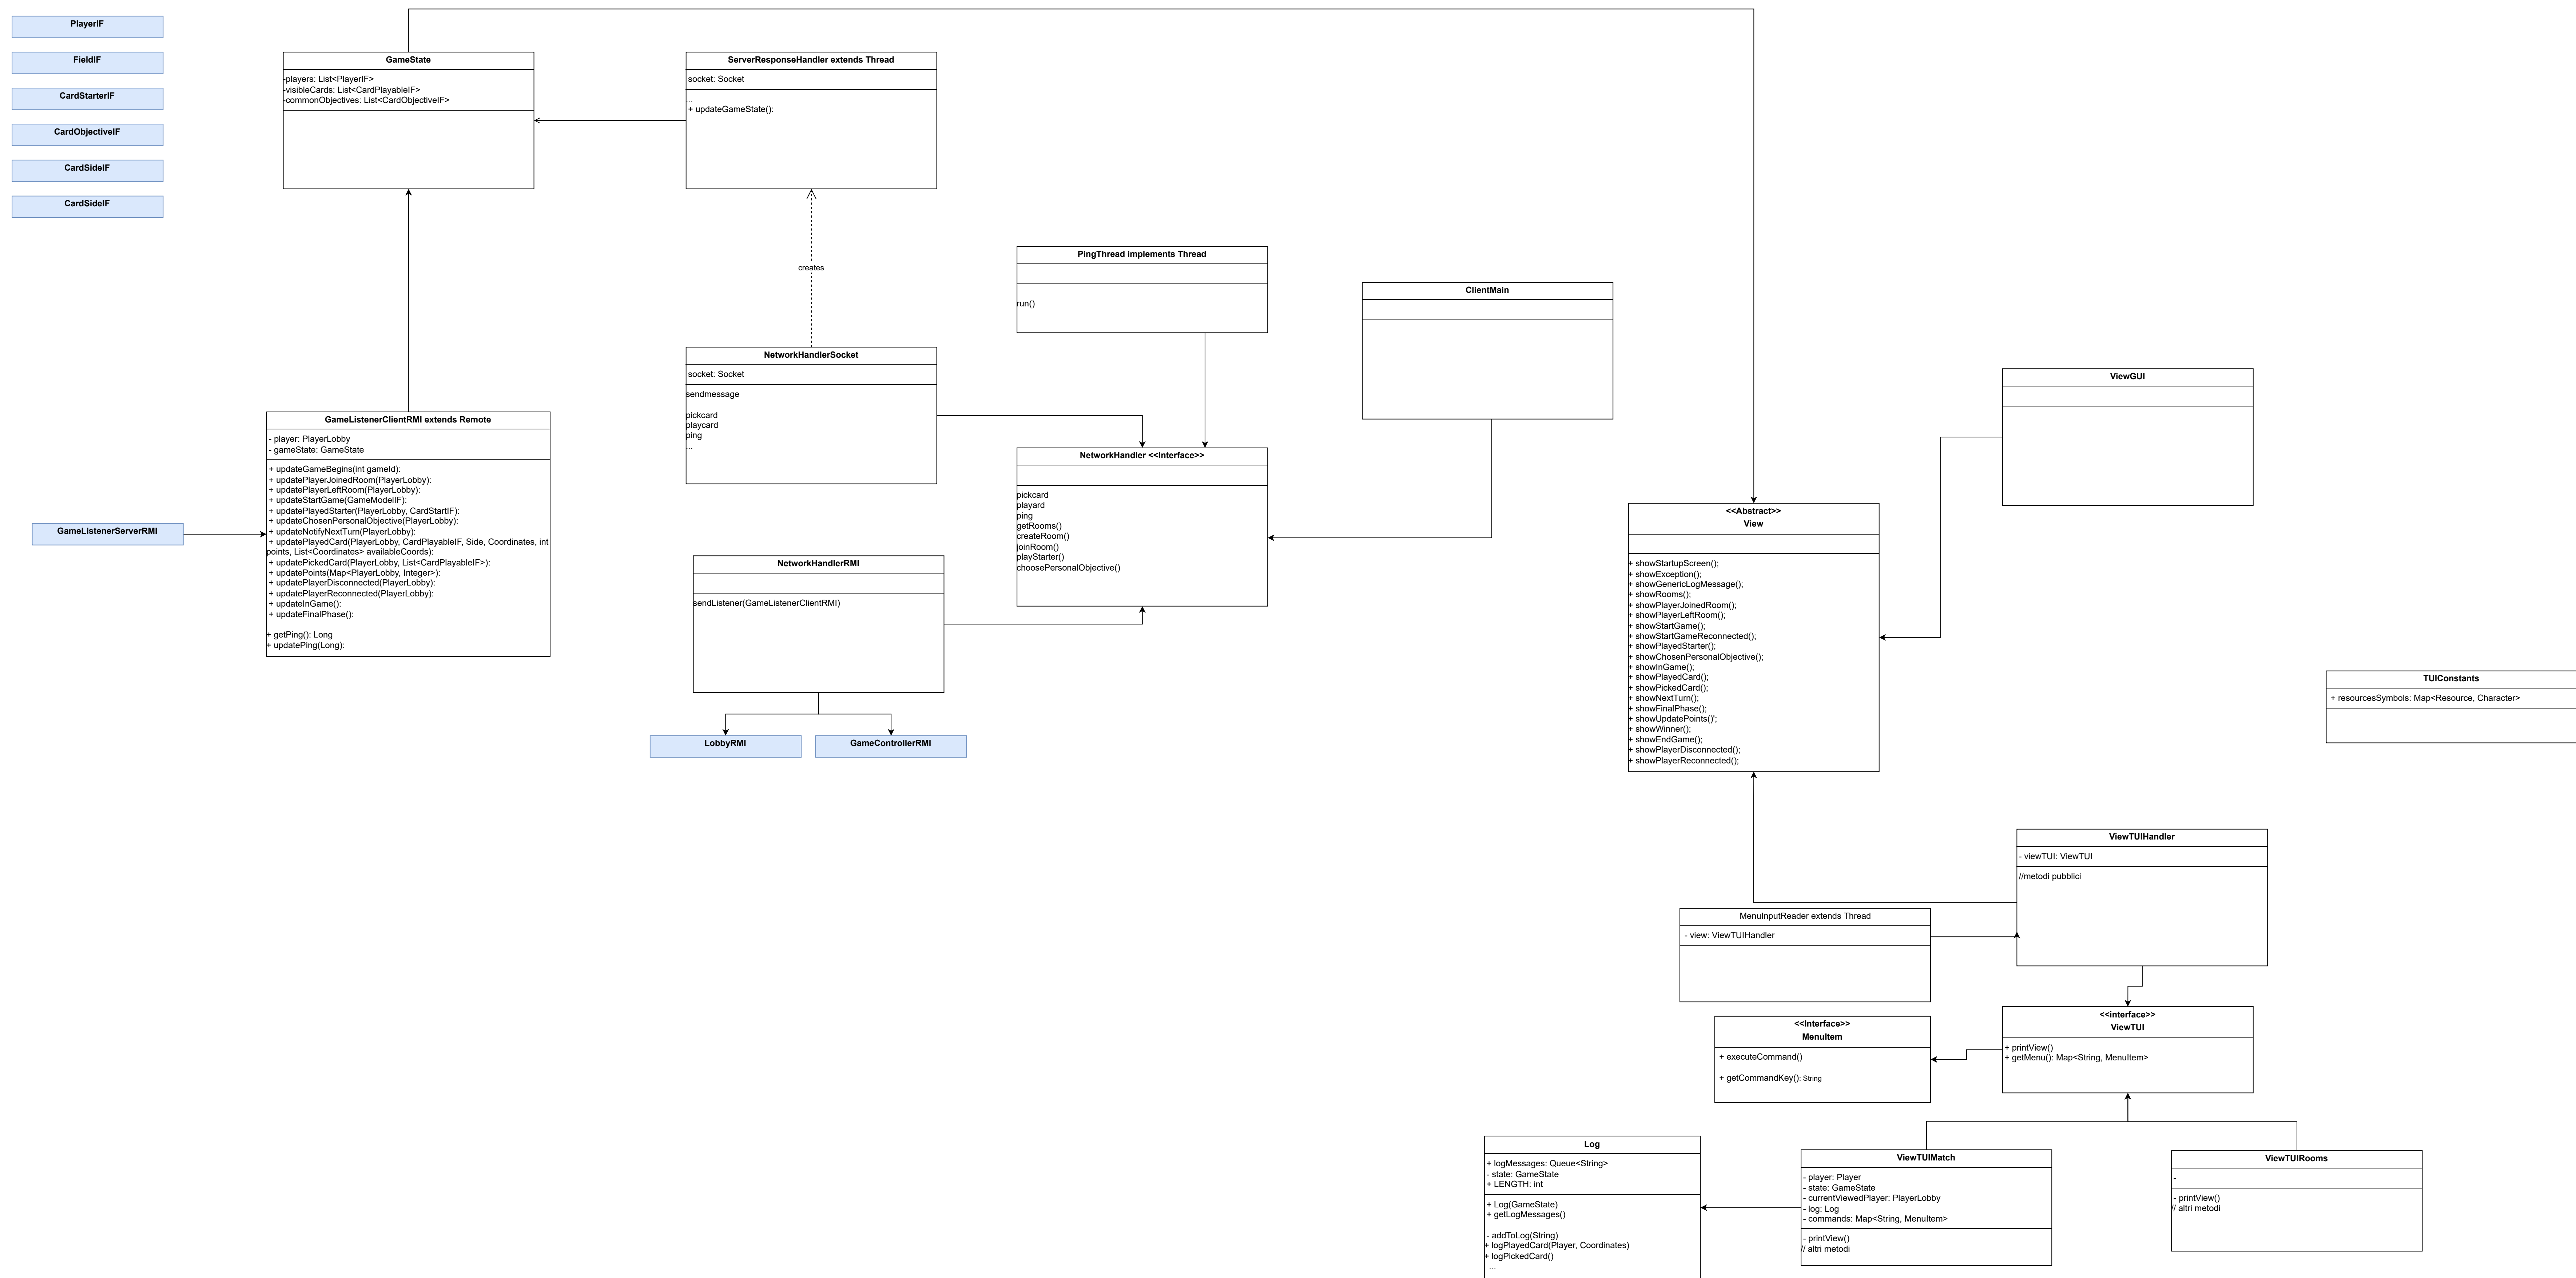 PlayerIF
FieldIF
CardStarterIF
CardObjectiveIF
CardSideIF
CardSideIF
GameState
-players: List<PlayerIF>
-visibleCards: List<CardPlayableIF>
-commonObjectives: List<CardObjectiveIF>
ServerResponseHandler extends Thread
socket: Socket
...
+ updateGameState():
creates
PingThread implements Thread
run()
ClientMain
NetworkHandlerSocket
socket: Socket
sendmessage
pickcard
playcard
ping
...
ViewGUI
GameListenerClientRMI extends Remote
- player: PlayerLobby
- gameState: GameState
+ updateGameBegins(int gameId):
+ updatePlayerJoinedRoom(PlayerLobby):
+ updatePlayerLeftRoom(PlayerLobby):
+ updateStartGame(GameModelIF):
+ updatePlayedStarter(PlayerLobby, CardStartIF):
+ updateChosenPersonalObjective(PlayerLobby):
+ updateNotifyNextTurn(PlayerLobby):
+ updatePlayedCard(PlayerLobby, CardPlayableIF, Side, Coordinates, int
points, List<Coordinates> availableCoords):
+ updatePickedCard(PlayerLobby, List<CardPlayableIF>):
+ updatePoints(Map<PlayerLobby, Integer>):
+ updatePlayerDisconnected(PlayerLobby):
+ updatePlayerReconnected(PlayerLobby):
+ updateInGame():
+ updateFinalPhase():
+ getPing(): Long
+ updatePing(Long):
GameListenerServerRMI
NetworkHandler <<Interface>>
pickcard
playard
ping
getRooms()
createRoom()
joinRoom()
playStarter()
choosePersonalObjective()
NetworkHandlerRMI
sendListener(GameListenerClientRMI)
LobbyRMI
GameControllerRMI
<<Abstract>>
View
+ showStartupScreen();
+ showException();
+ showGenericLogMessage();
+ showRooms();
+ showPlayerJoinedRoom();
+ showPlayerLeftRoom();
+ showStartGame();
+ showStartGameReconnected();
+ showPlayedStarter();
+ showChosenPersonalObjective();
+ showInGame();
+ showPlayedCard();
+ showPickedCard();
+ showNextTurn();
+ showFinalPhase();
+ showUpdatePoints()';
+ showWinner();
+ showEndGame();
+ showPlayerDisconnected();
+ showPlayerReconnected();
TUIConstants
+ resourcesSymbols: Map<Resource, Character>
ViewTUIHandler
- viewTUI: ViewTUI
//metodi pubblici
MenuInputReader extends Thread
- view: ViewTUIHandler
<<Interface>>
MenuItem
+ executeCommand()
+ getCommandKey(): String
<<interface>>
ViewTUI
+ printView()
+ getMenu(): Map<String, MenuItem>
Log
+ logMessages: Queue<String>
- state: GameState
+ LENGTH: int
+ Log(GameState)
+ getLogMessages()
- addToLog(String)
+ logPlayedCard(Player, Coordinates)
+ logPickedCard()
...
ViewTUIMatch
- player: Player
- state: GameState
- currentViewedPlayer: PlayerLobby
- log: Log
- commands: Map<String, MenuItem>
- printView()
// altri metodi
ViewTUIRooms
-
- printView()
// altri metodi